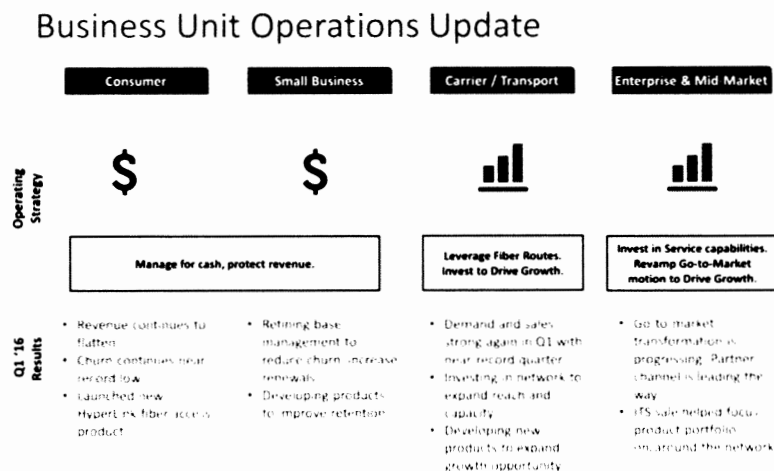 Business Unit Operations Update
Consumer
Small Business
Carrier / Transport
Enterprise & Mid Market
Operating
Strategy
$
$
Manage for cash, protect revenue.
Leverage Fiber Routes.
Invest to Drive Growth.
Invest in Service capabilities.
Revamp Go-to-Market
motion to Drive Growth.
Q1 '16
Results
• Revenue continues to
flatten
• Churn continues near
record low
• Launched new
HyperLink fiber access
product
• Refining base
management to
reduce churn, increase
renewals
• Developing products
to improve retention
• Demand and sales
strong again in Q1 with
near record quarter
• Investing in network to
expand reach and
capacity
• Developing new
products to expand
growth opportunity
• Go to market
transformation is
progressing. Partner
channel is leading the
way
• ITS sale helped focus
product portfolio
around the network